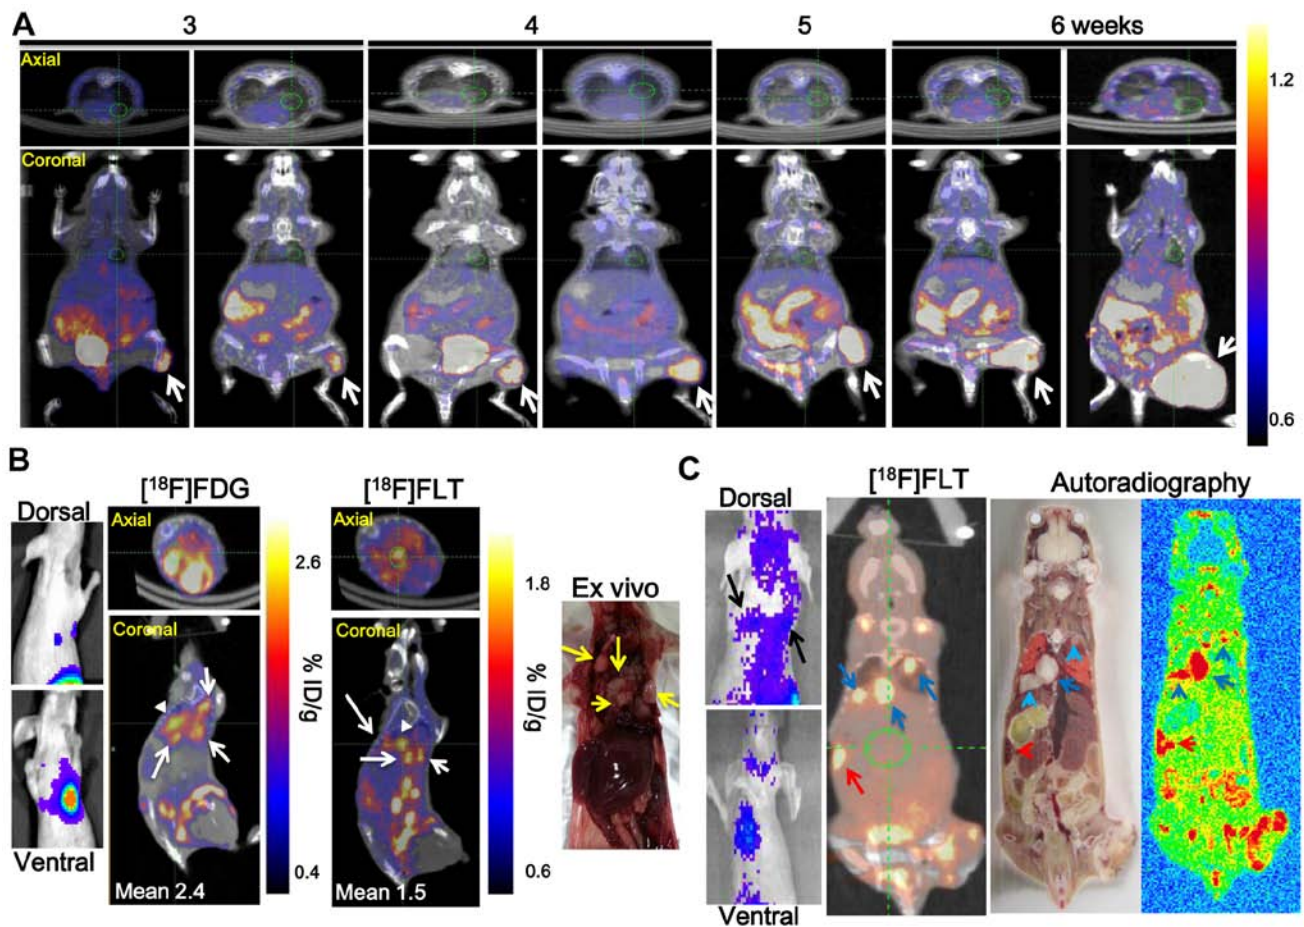 A
3
4
5
6 weeks
Axial
Coronal
1.2
0.6
B
[¹⁸F]FDG
[¹⁸F]FLT
Dorsal
Ventral
Axial
Coronal
Mean 2.4
2.6
0.4
% ID/g
Axial
Coronal
Mean 1.5
1.8
0.6
% ID/g
Ex vivo
C
Dorsal
Ventral
[¹⁸F]FLT
Autoradiography